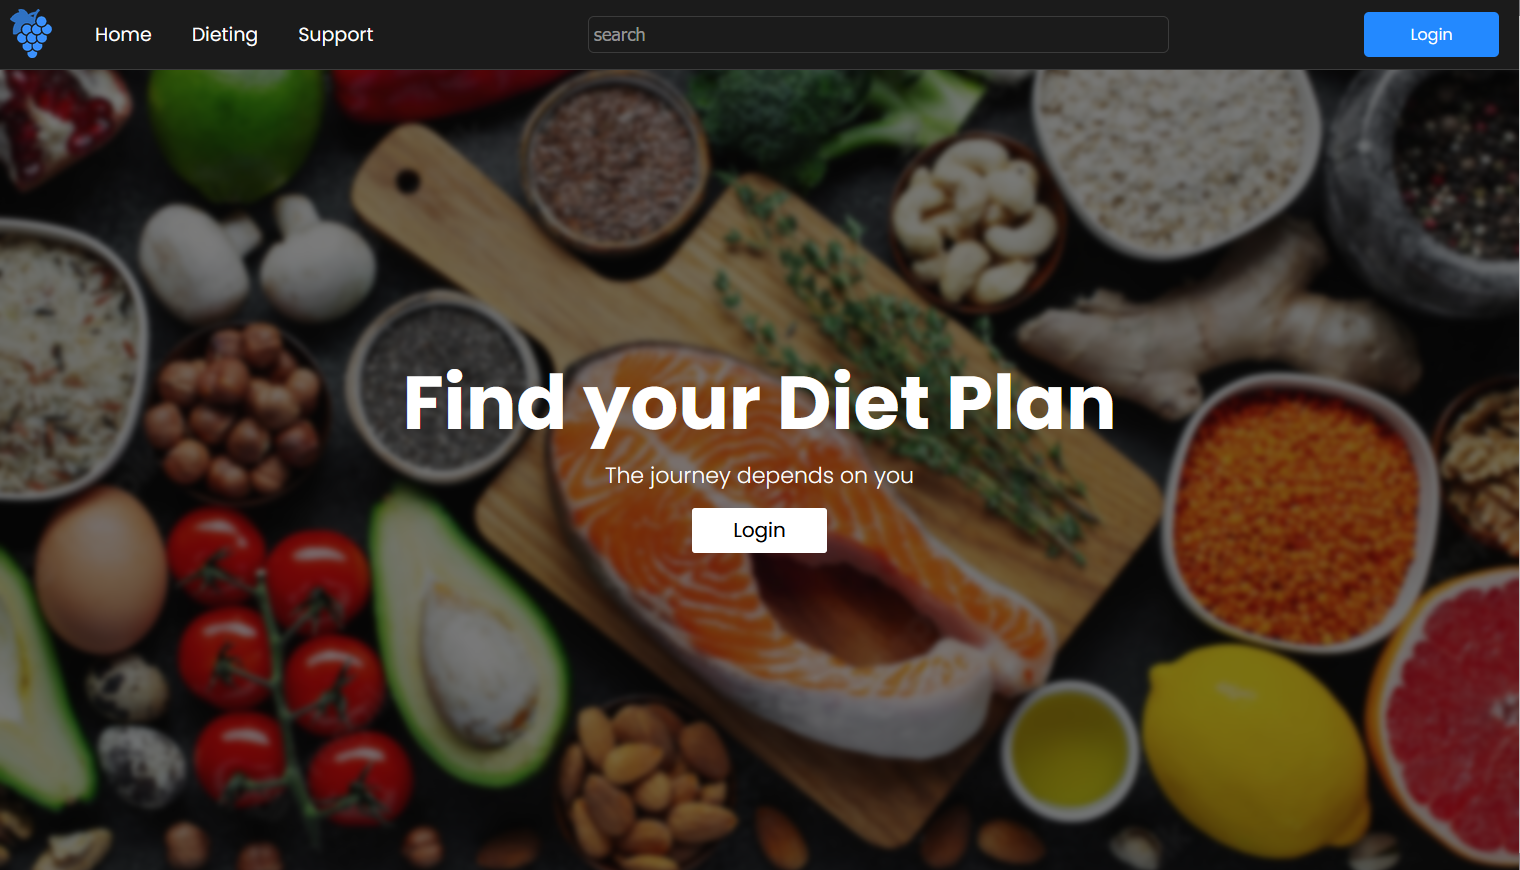 Home Dieting Support search Login
Find your Diet Plan
The journey depends on you
Login